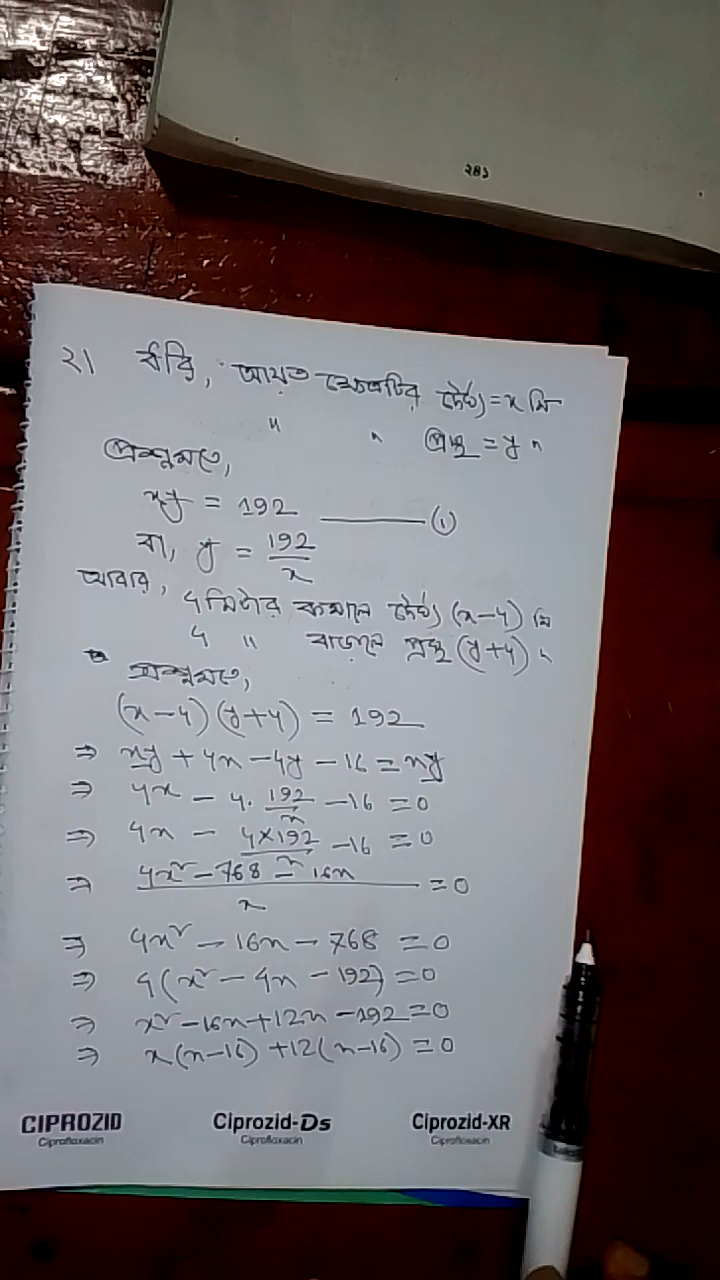 ২৪১
২। ধরি, আয়ত ক্ষেত্রটির দৈর্ঘ্য = x মি
" " প্রস্থ = y "
প্রশ্নমতে,
xy = 192 ——— (i)
বা, y = 192/x
আবার, 4 মিটার কমালে দৈর্ঘ্য (x-4) মি
4 " বাড়ালে প্রস্থ (y+4) "
প্রশ্নমতে,
(x-4)(y+4) = 192
⇒ xy + 4x - 4y - 16 = xy
⇒ 4x - 4. 192/x - 16 = 0
⇒ 4x - 4×192/x - 16 = 0
⇒ 4x² - 768 - 16x/x = 0
⇒ 4x² - 16x - 768 = 0
⇒ 4(x² - 4x - 192) = 0
⇒ x² - 16x + 12x - 192 = 0
⇒ x(x-16) + 12(x-16) = 0
CIPROZID Ciprozid-DS Ciprozid-XR
Ciprofloxacin Ciprofloxacin Ciprofloxacin